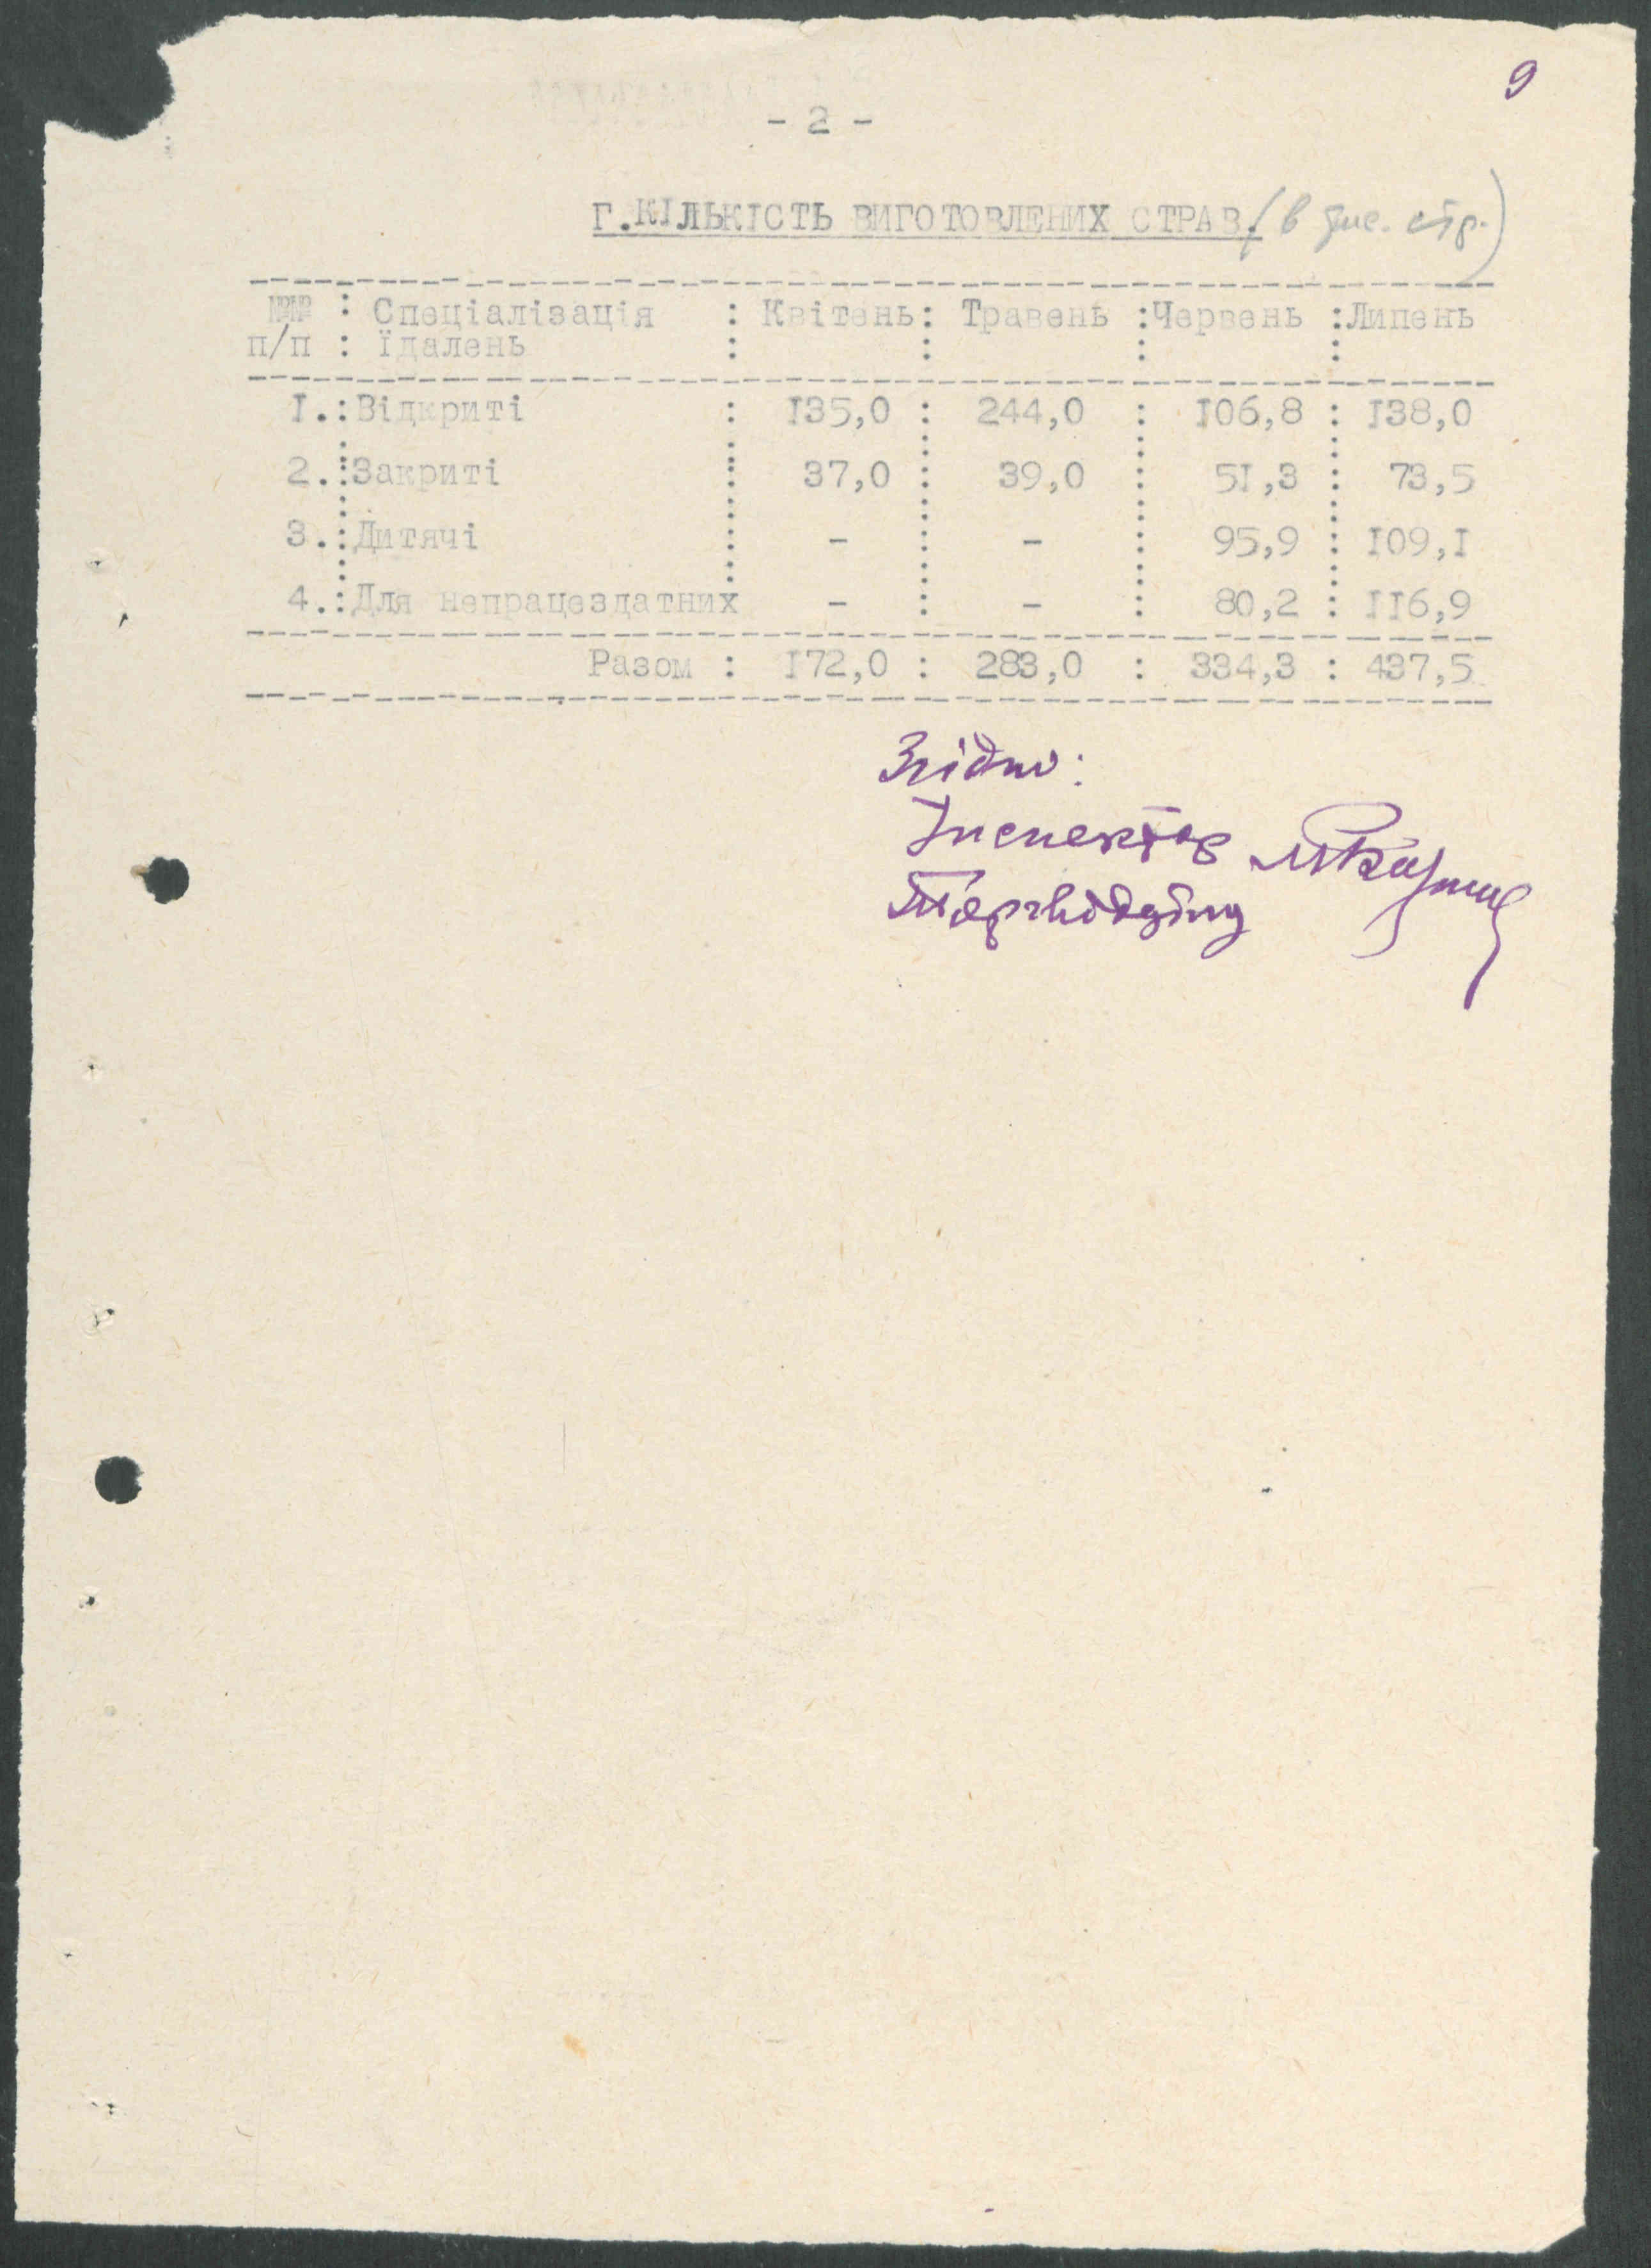 9
- 2 -
Г.КІЛЬКІСТЬ ВИГОТОВЛЕНИХ СТРАВ. (в тис. стр.)
№№ : Спеціалізація : Квітень: Травень :Червень :Липень
п/п : їдалень : : : :
I.:Відкриті : I35,0 : 244,0 : I06,8 : I38,0
2.:Закриті : 37,0 : 39,0 : 5I,3 : 73,5
3.:Дитячі : - : - : 95,9 : I09,I
4.:Для непрацездатних - : - : 80,2 : II6,9
Разом : I72,0 : 283,0 : 334,3 : 437,5
Згідно:
Інспектор
Торгвідділу